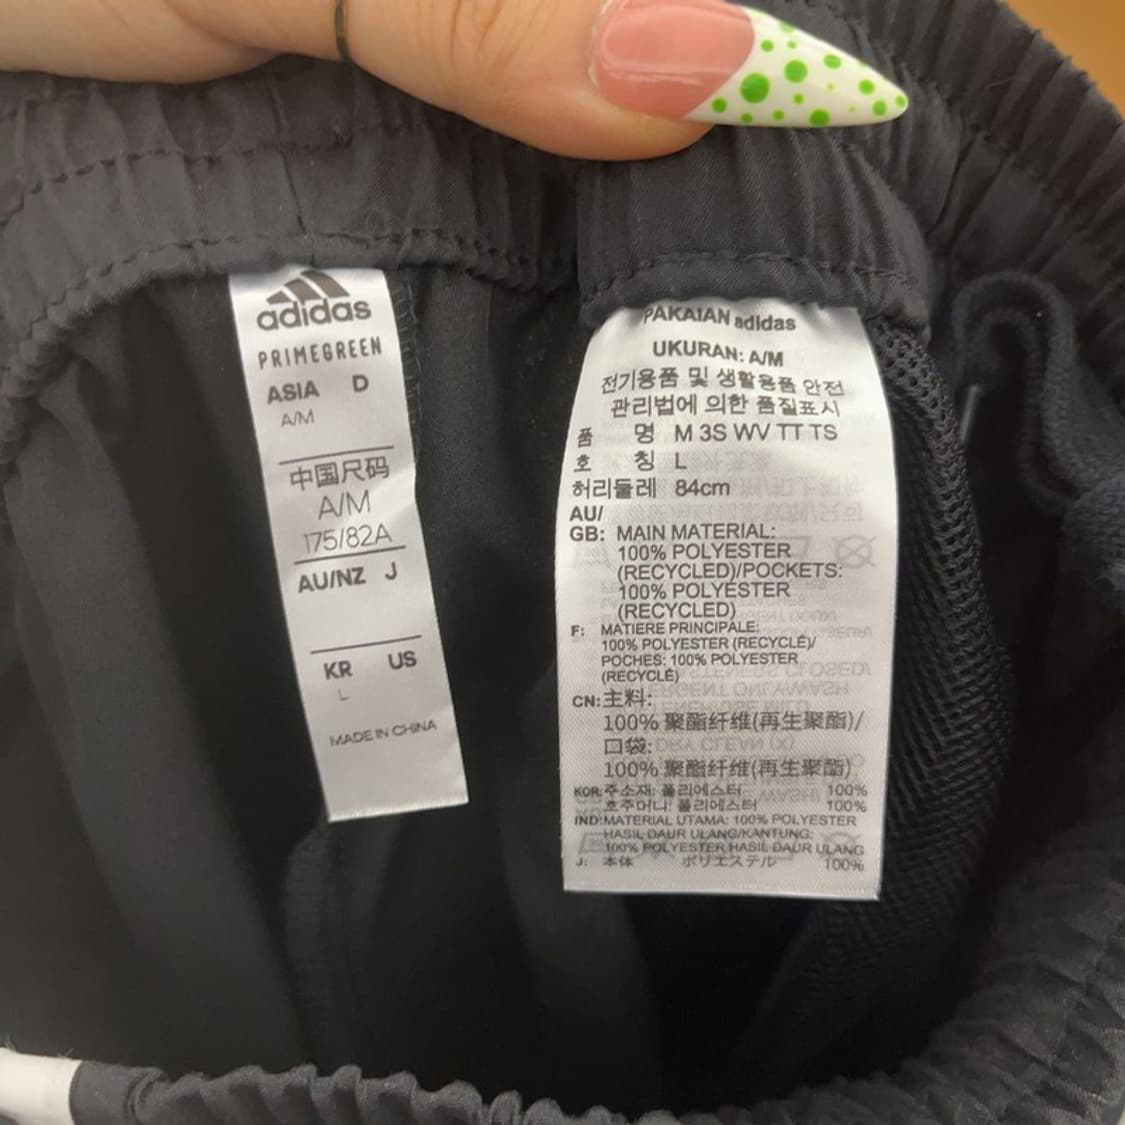 adidas
PRIMEGREEN
ASIA D
A/M
中国尺码
A/M
175/82A
AU/NZ J
KR US
L
MADE IN CHINA
PAKAIAN adidas
UKURAN: A/M
전기용품 및 생활용품 안전
관리법에 의한 품질표시
품 명 M 3S WV TT TS
호 칭 L
허리둘레 84cm
AU/
GB: MAIN MATERIAL:
100% POLYESTER
(RECYCLED)/POCKETS:
100% POLYESTER
(RECYCLED)
F: MATIERE PRINCIPALE:
100% POLYESTER (RECYCLÉ)/
POCHES: 100% POLYESTER
(RECYCLÉ)
CN: 主料:
100% 聚酯纤维(再生聚酯)/
口袋:
100% 聚酯纤维(再生聚酯)
KOR: 주소재: 폴리에스터 100%
호주머니: 폴리에스터 100%
IND: MATERIAL UTAMA: 100% POLYESTER
HASIL DAUR ULANG/KANTUNG:
100% POLYESTER HASIL DAUR ULANG
J: 本体 ポリエステル 100%